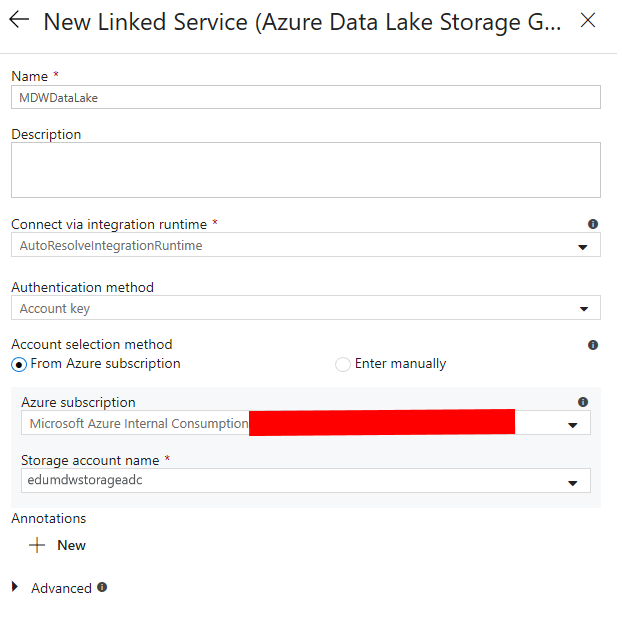 New Linked Service (Azure Data Lake Storage G...
Name *
MDWDataLake
Description
Connect via integration runtime *
AutoResolveIntegrationRuntime
Authentication method
Account key
Account selection method
From Azure subscription Enter manually
Azure subscription
Microsoft Azure Internal Consumption
Storage account name *
edumdwstorageadc
Annotations
New
Advanced